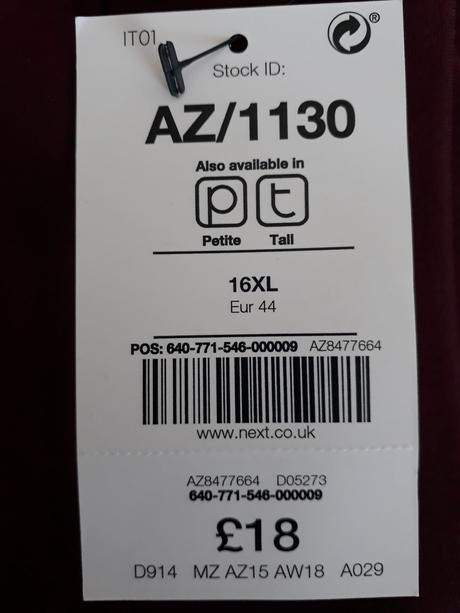 IT01
®
Stock ID:
AZ/1130
Also available in
p t
Petite Tall
16XL
Eur 44
POS: 640-771-546-000009 AZ8477664
www.next.co.uk
AZ8477664 D05273
640-771-546-000009
£18
D914 MZ AZ15 AW18 A029